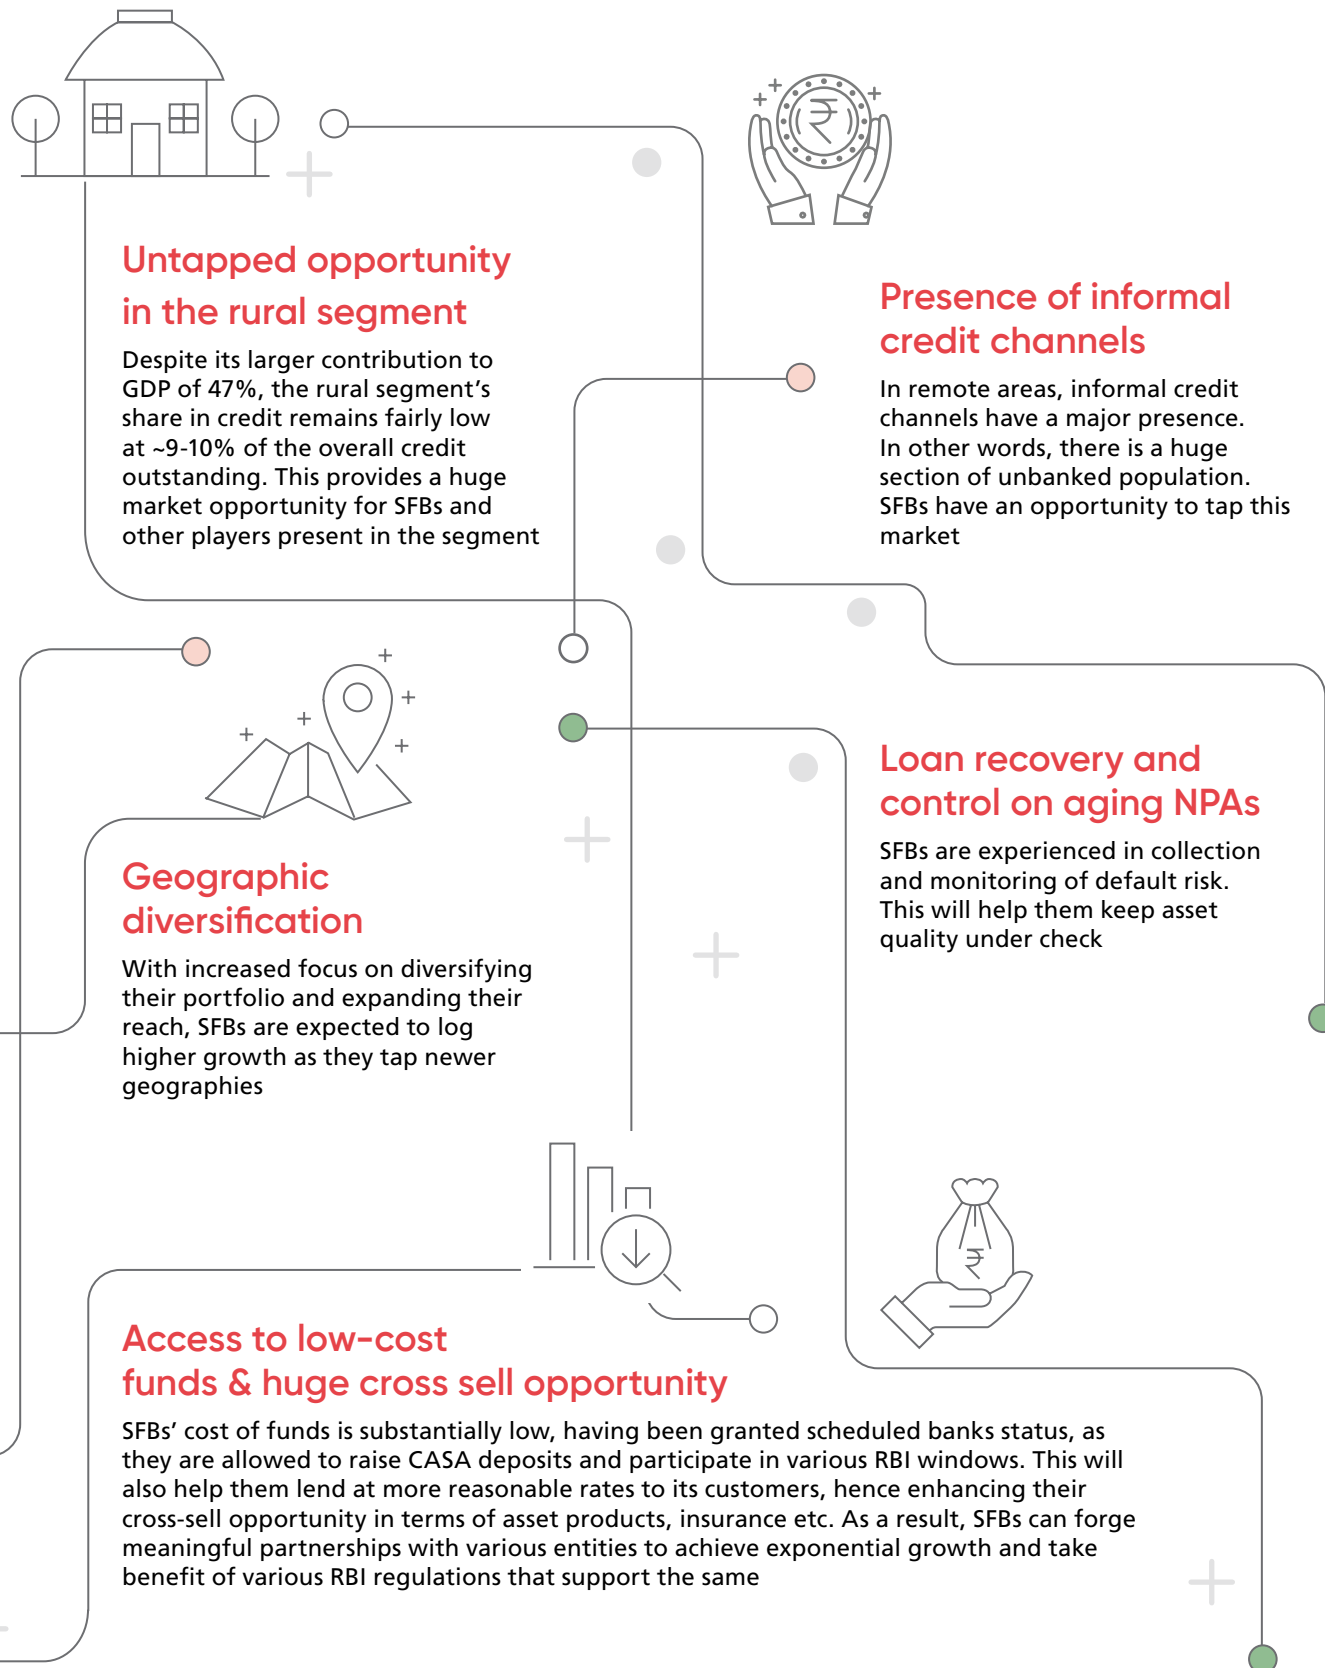 Untapped opportunity
in the rural segment
Despite its larger contribution to
GDP of 47%, the rural segment's
share in credit remains fairly low
at ~9-10% of the overall credit
outstanding. This provides a huge
market opportunity for SFBs and
other players present in the segment
Presence of informal
credit channels
In remote areas, informal credit
channels have a major presence.
In other words, there is a huge
section of unbanked population.
SFBs have an opportunity to tap this
market
Geographic
diversification
With increased focus on diversifying
their portfolio and expanding their
reach, SFBs are expected to log
higher growth as they tap newer
geographies
Loan recovery and
control on aging NPAs
SFBs are experienced in collection
and monitoring of default risk.
This will help them keep asset
quality under check
Access to low-cost
funds & huge cross sell opportunity
SFBs’ cost of funds is substantially low, having been granted scheduled banks status, as
they are allowed to raise CASA deposits and participate in various RBI windows. This will
also help them lend at more reasonable rates to its customers, hence enhancing their
cross-sell opportunity in terms of asset products, insurance etc. As a result, SFBs can forge
meaningful partnerships with various entities to achieve exponential growth and take
benefit of various RBI regulations that support the same